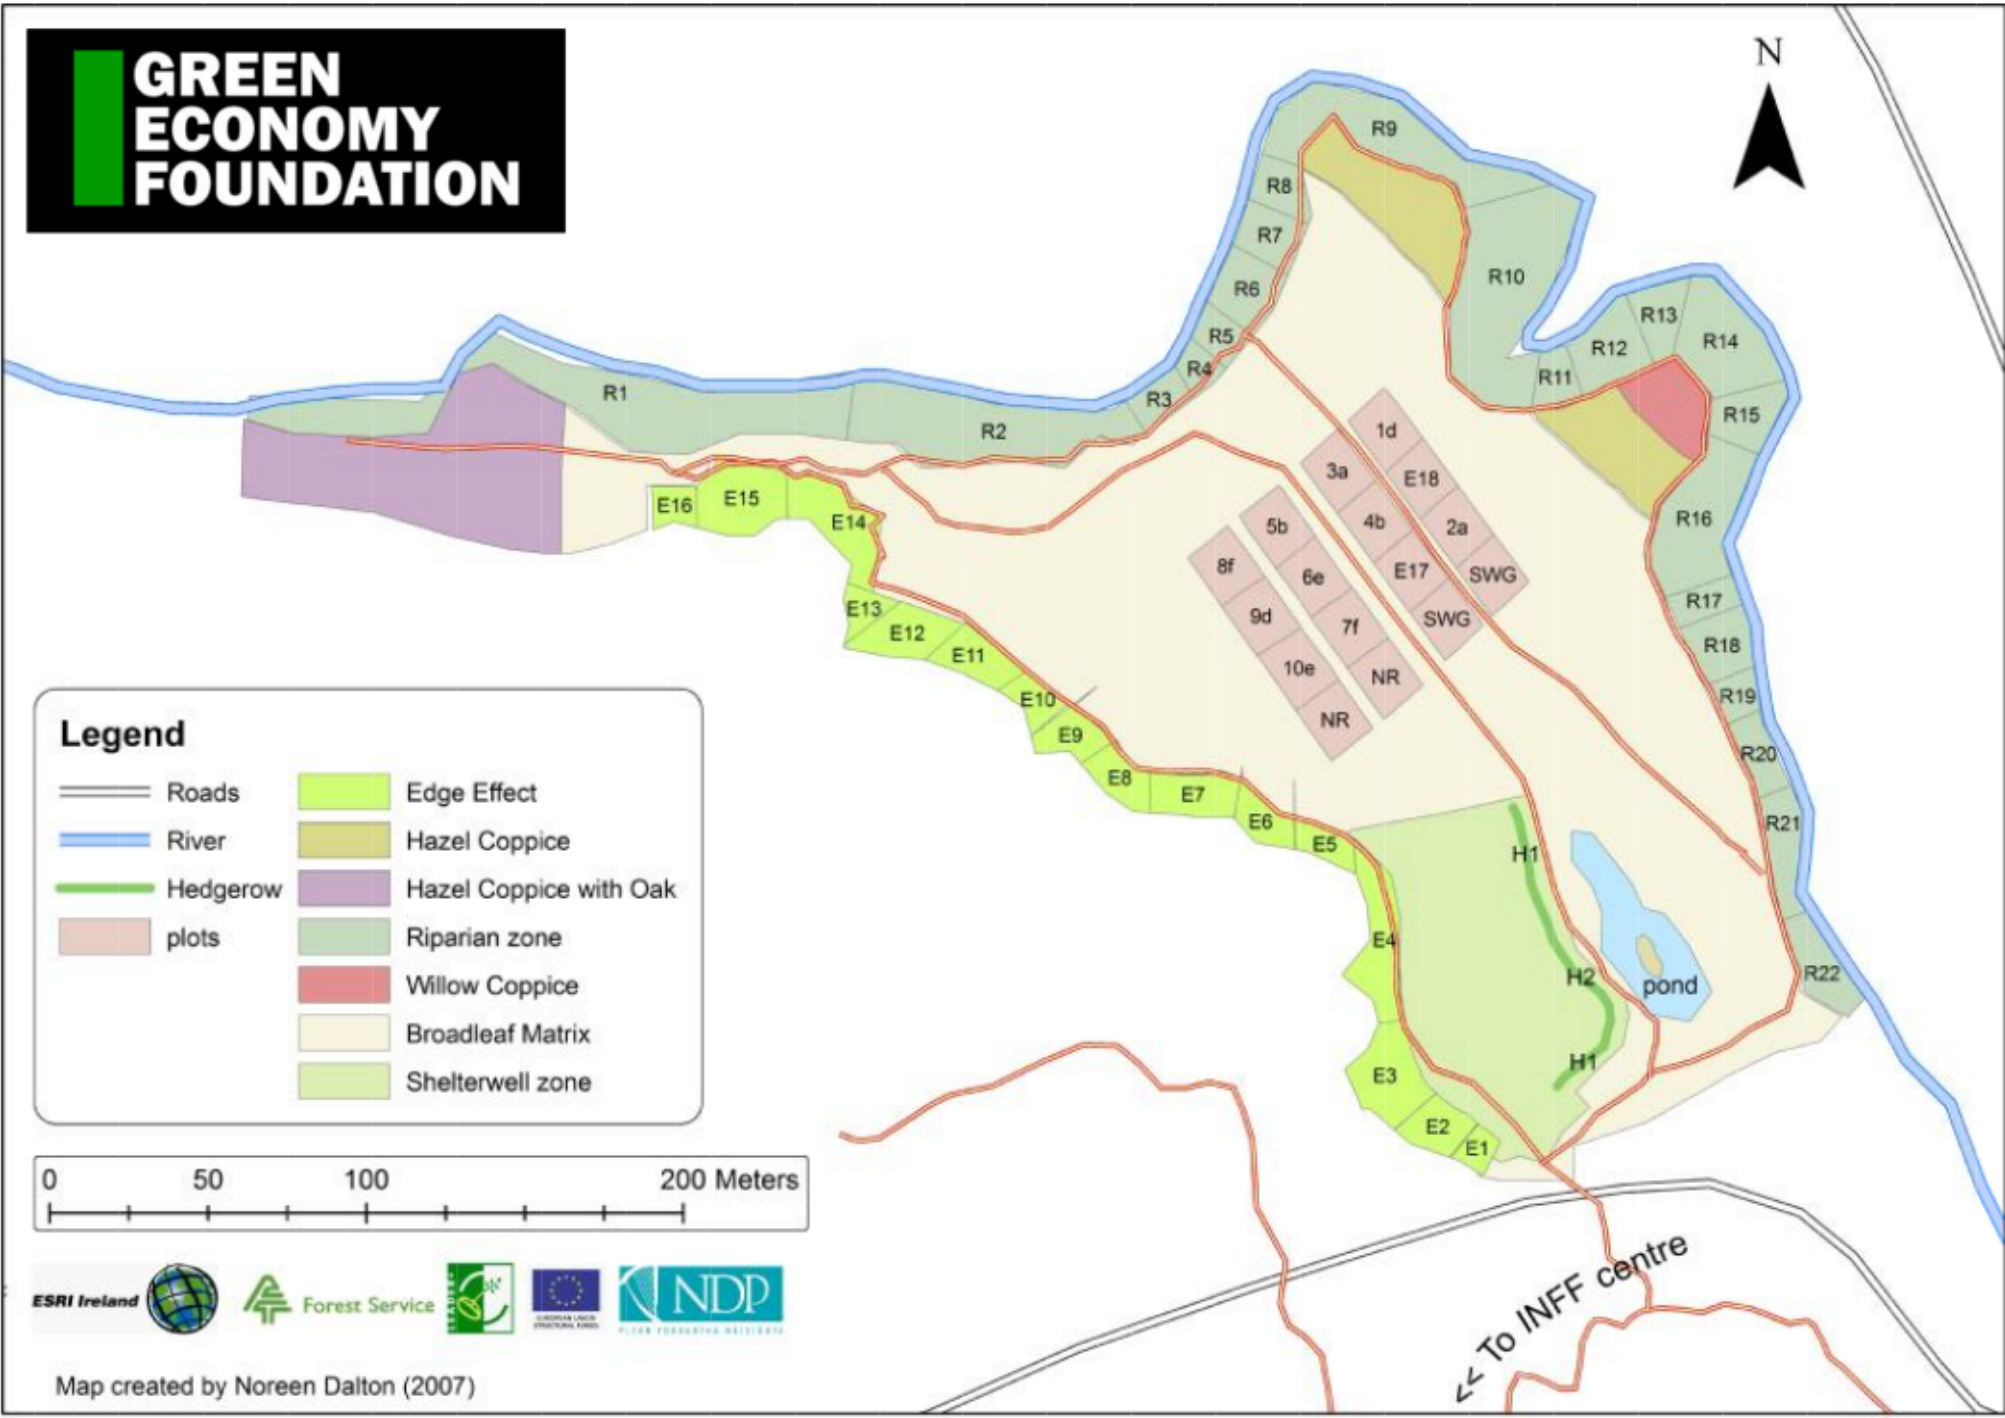 GREEN
ECONOMY
FOUNDATION
N
R9
R8
R7
R10
R6
R13
R5
R14
R12
R4
R11
R1
R3
R15
R2
1d
3a
E18
E16
E15
R16
E14
5b
4b
2a
8f
6e
E17
SWG
R17
E13
9d
7f
SWG
E12
R18
E11
10e
NR
R19
E10
NR
E9
R20
E8
E7
E6
R21
E5
H1
E4
H2
pond
R22
H1
E3
E2
E1
Legend
Roads
River
Hedgerow
plots
Edge Effect
Hazel Coppice
Hazel Coppice with Oak
Riparian zone
Willow Coppice
Broadleaf Matrix
Shelterwell zone
0 50 100 200 Meters
<< To INFF centre
ESRI Ireland
Forest Service
LEADER
EUROPEAN UNION
STRUCTURAL FUNDS
NDP
Map created by Noreen Dalton (2007)